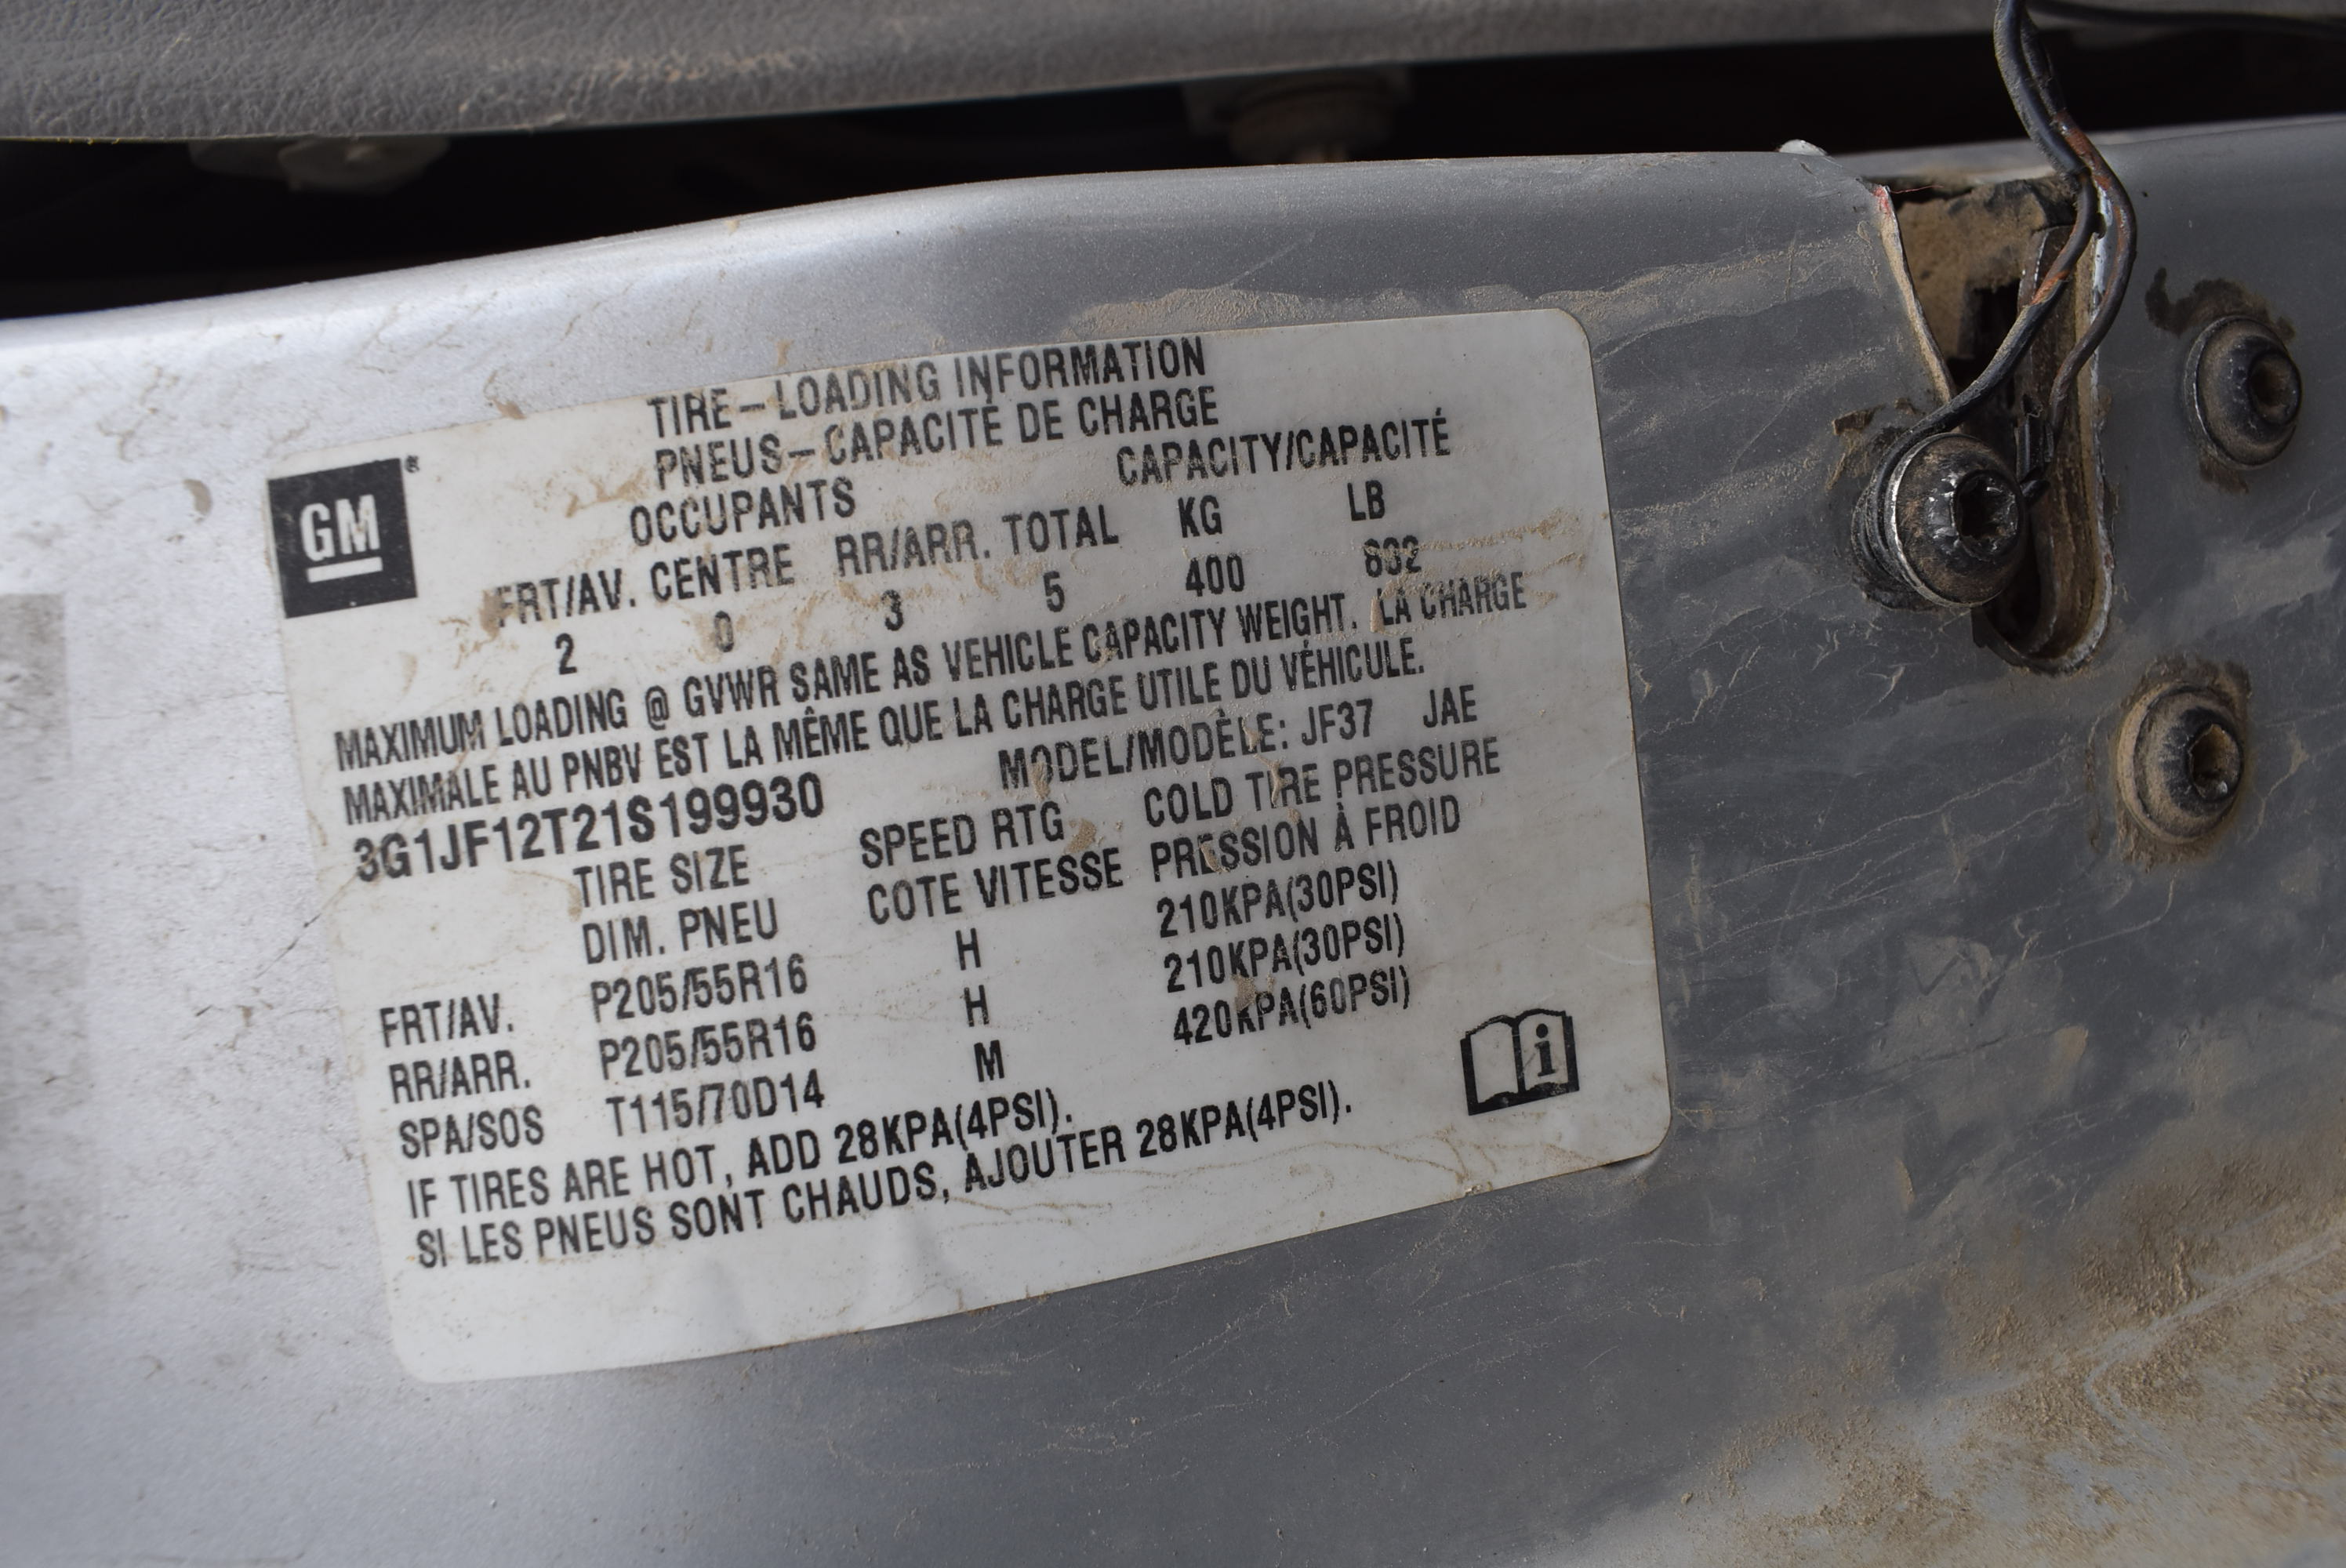 TIRE–LOADING INFORMATION
PNEUS–CAPACITÉ DE CHARGE
GM®
OCCUPANTS CAPACITY/CAPACITÉ
FRT/AV. CENTRE RR/ARR. TOTAL KG LB
2 0 3 5 400 882
MAXIMUM LOADING @ GVWR SAME AS VEHICLE CAPACITY WEIGHT. LA CHARGE
MAXIMALE AU PNBV EST LA MÊME QUE LA CHARGE UTILE DU VÉHICULE.
3G1JF12T21S199930 MODEL/MODÈLE: JF37 JAE
TIRE SIZE SPEED RTG COLD TIRE PRESSURE
DIM. PNEU COTE VITESSE PRESSION À FROID
FRT/AV. P205/55R16 H 210KPA(30PSI)
RR/ARR. P205/55R16 H 210KPA(30PSI)
SPA/SOS T115/70D14 M 420KPA(60PSI)
IF TIRES ARE HOT, ADD 28KPA(4PSI).
SI LES PNEUS SONT CHAUDS, AJOUTER 28KPA(4PSI).
i